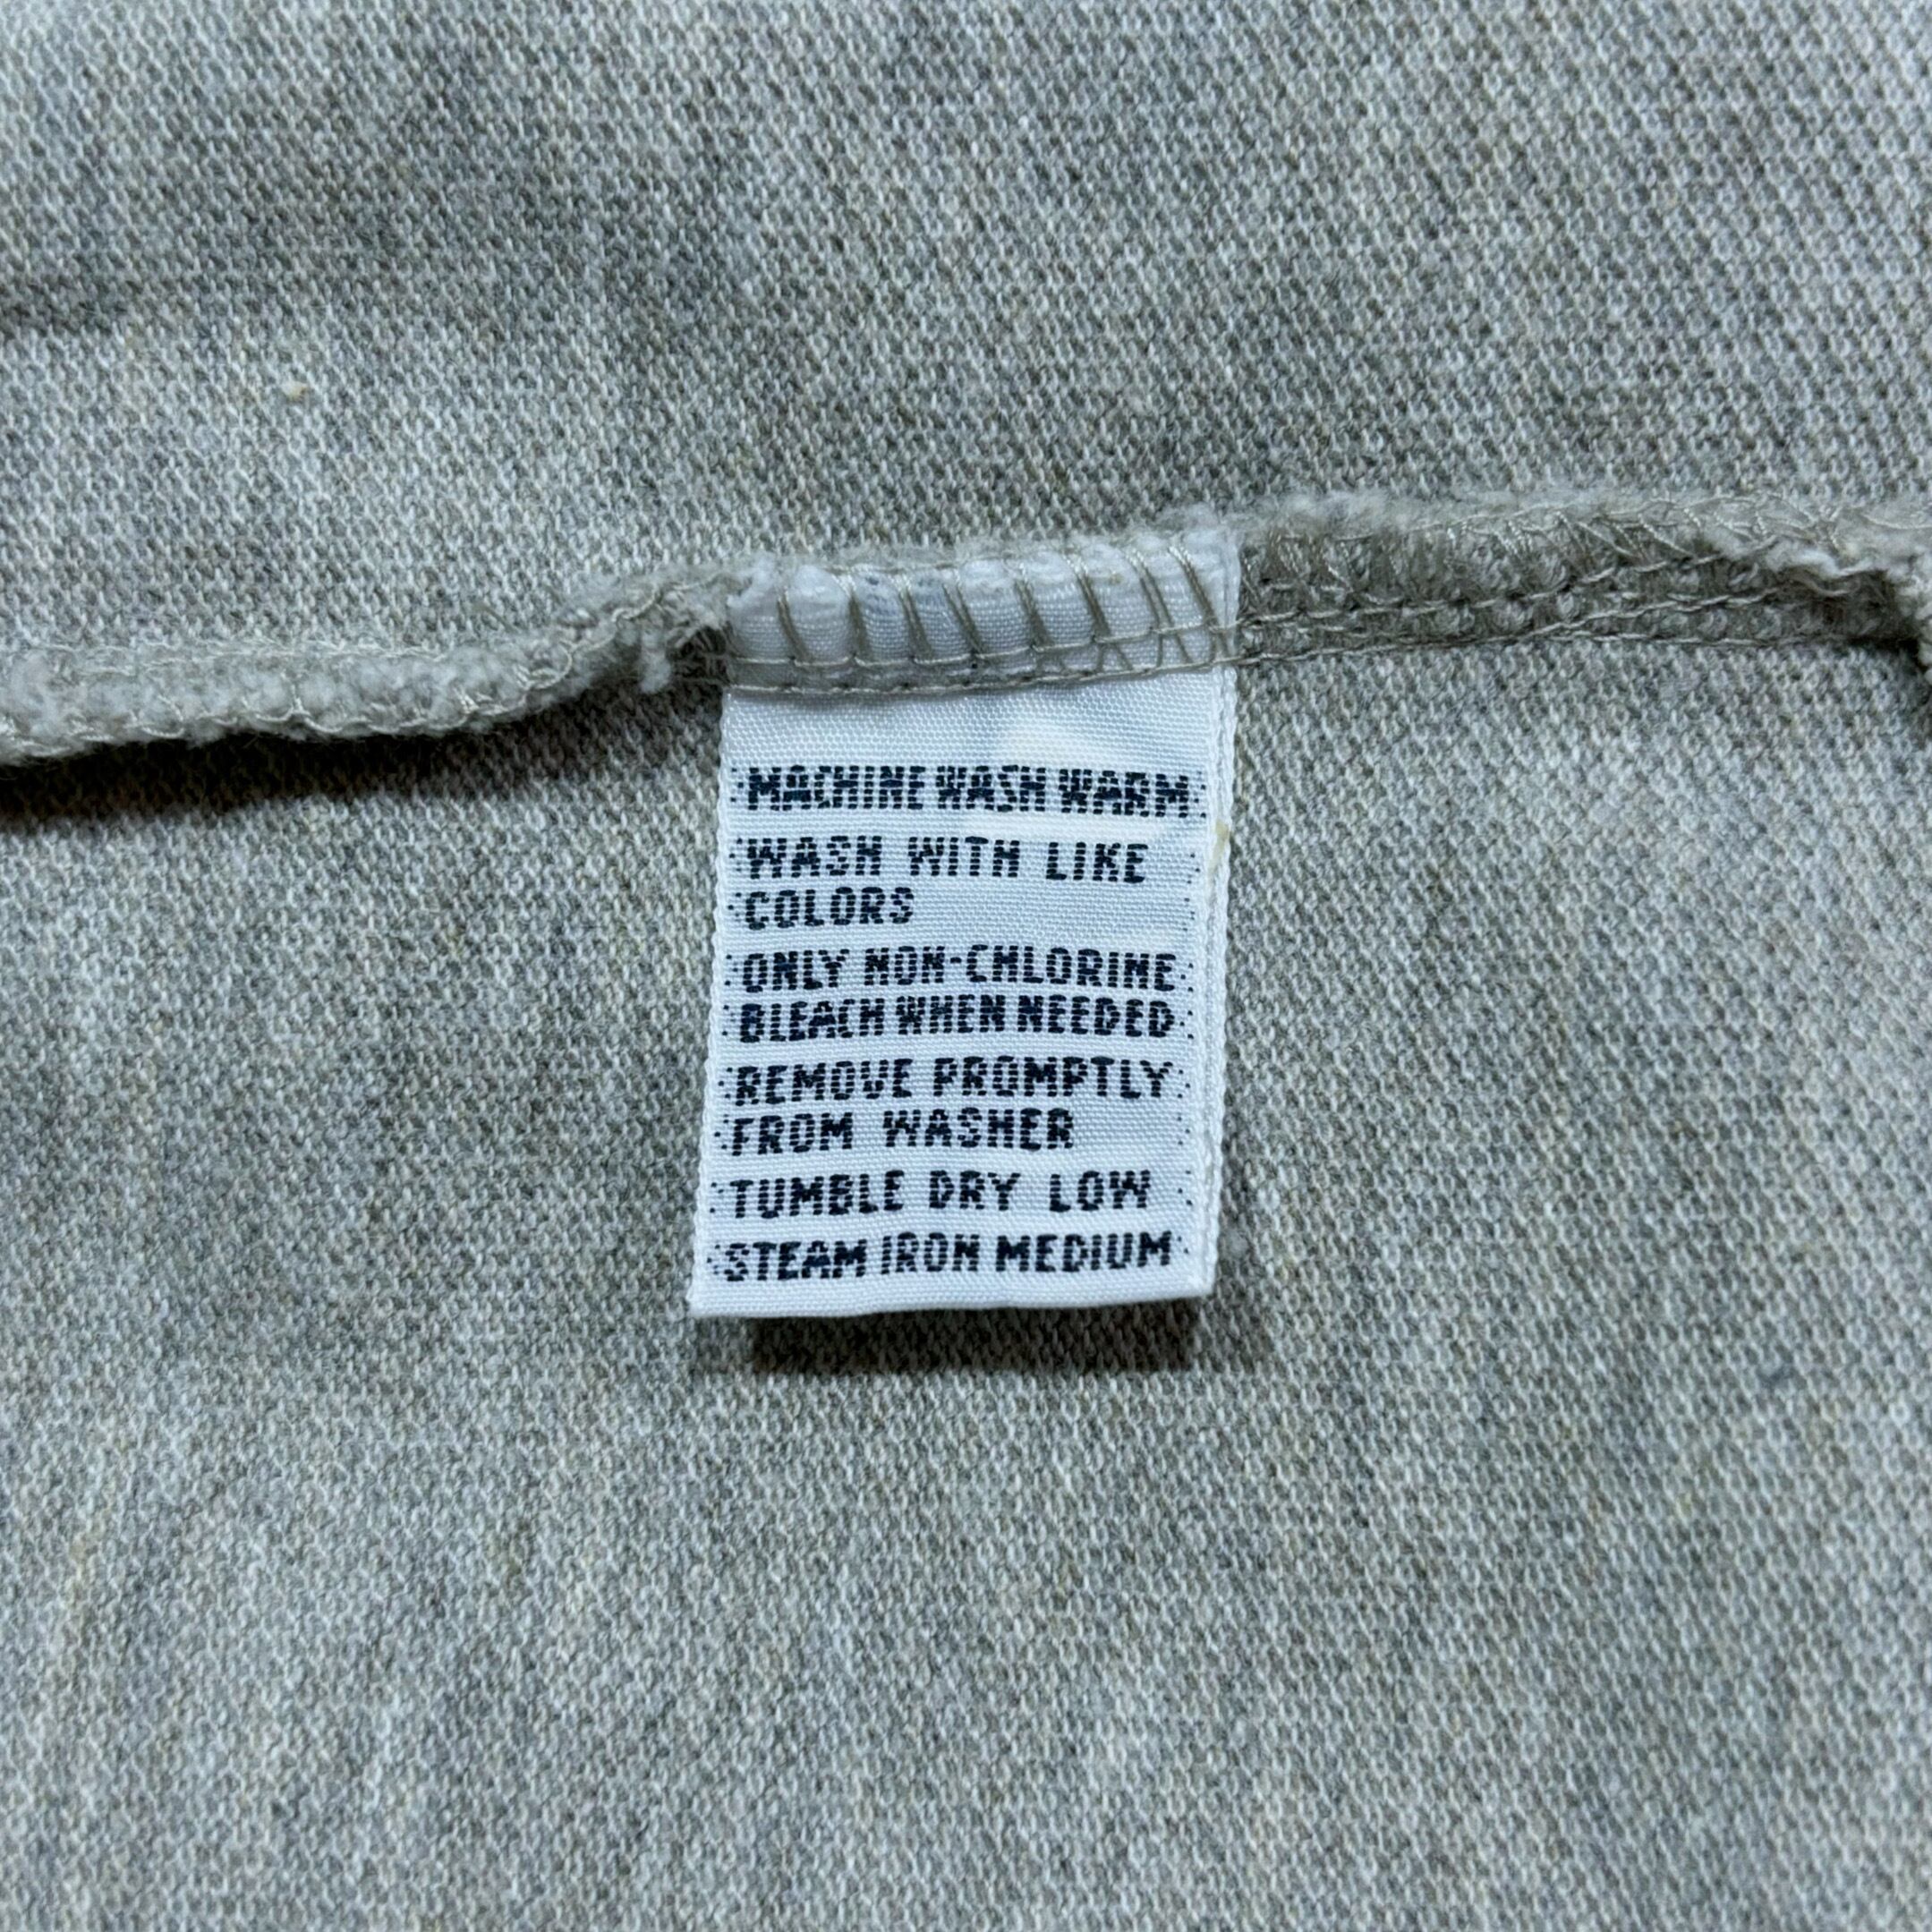 MACHINE WASH WARM
WASH WITH LIKE
COLORS
ONLY NON-CHLORINE
BLEACH WHEN NEEDED
REMOVE PROMPTLY
FROM WASHER
TUMBLE DRY LOW
STEAM IRON MEDIUM